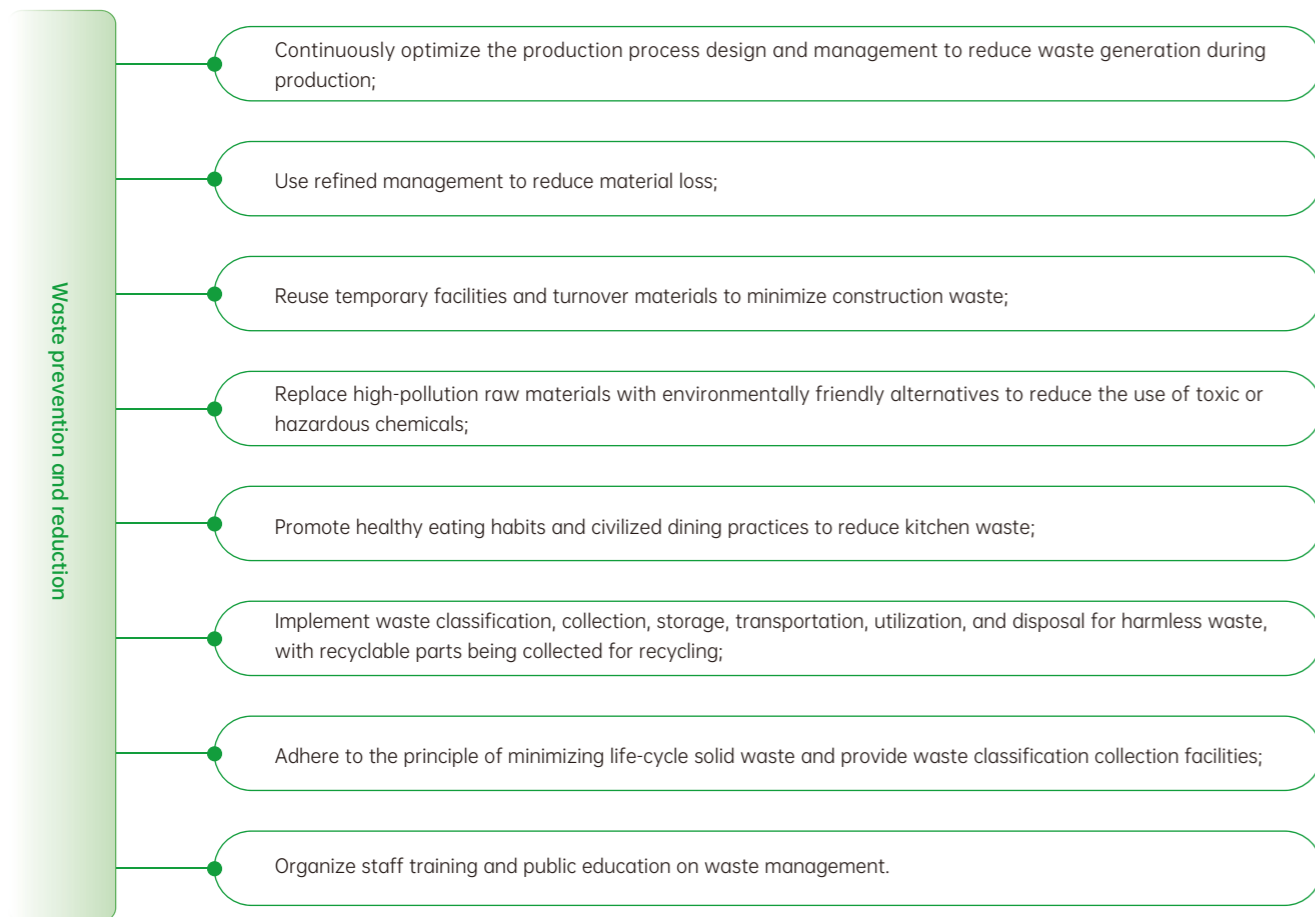 Waste prevention and reduction
Continuously optimize the production process design and management to reduce waste generation during
production;
Use refined management to reduce material loss;
Reuse temporary facilities and turnover materials to minimize construction waste;
Replace high-pollution raw materials with environmentally friendly alternatives to reduce the use of toxic or
hazardous chemicals;
Promote healthy eating habits and civilized dining practices to reduce kitchen waste;
Implement waste classification, collection, storage, transportation, utilization, and disposal for harmless waste,
with recyclable parts being collected for recycling;
Adhere to the principle of minimizing life-cycle solid waste and provide waste classification collection facilities;
Organize staff training and public education on waste management.